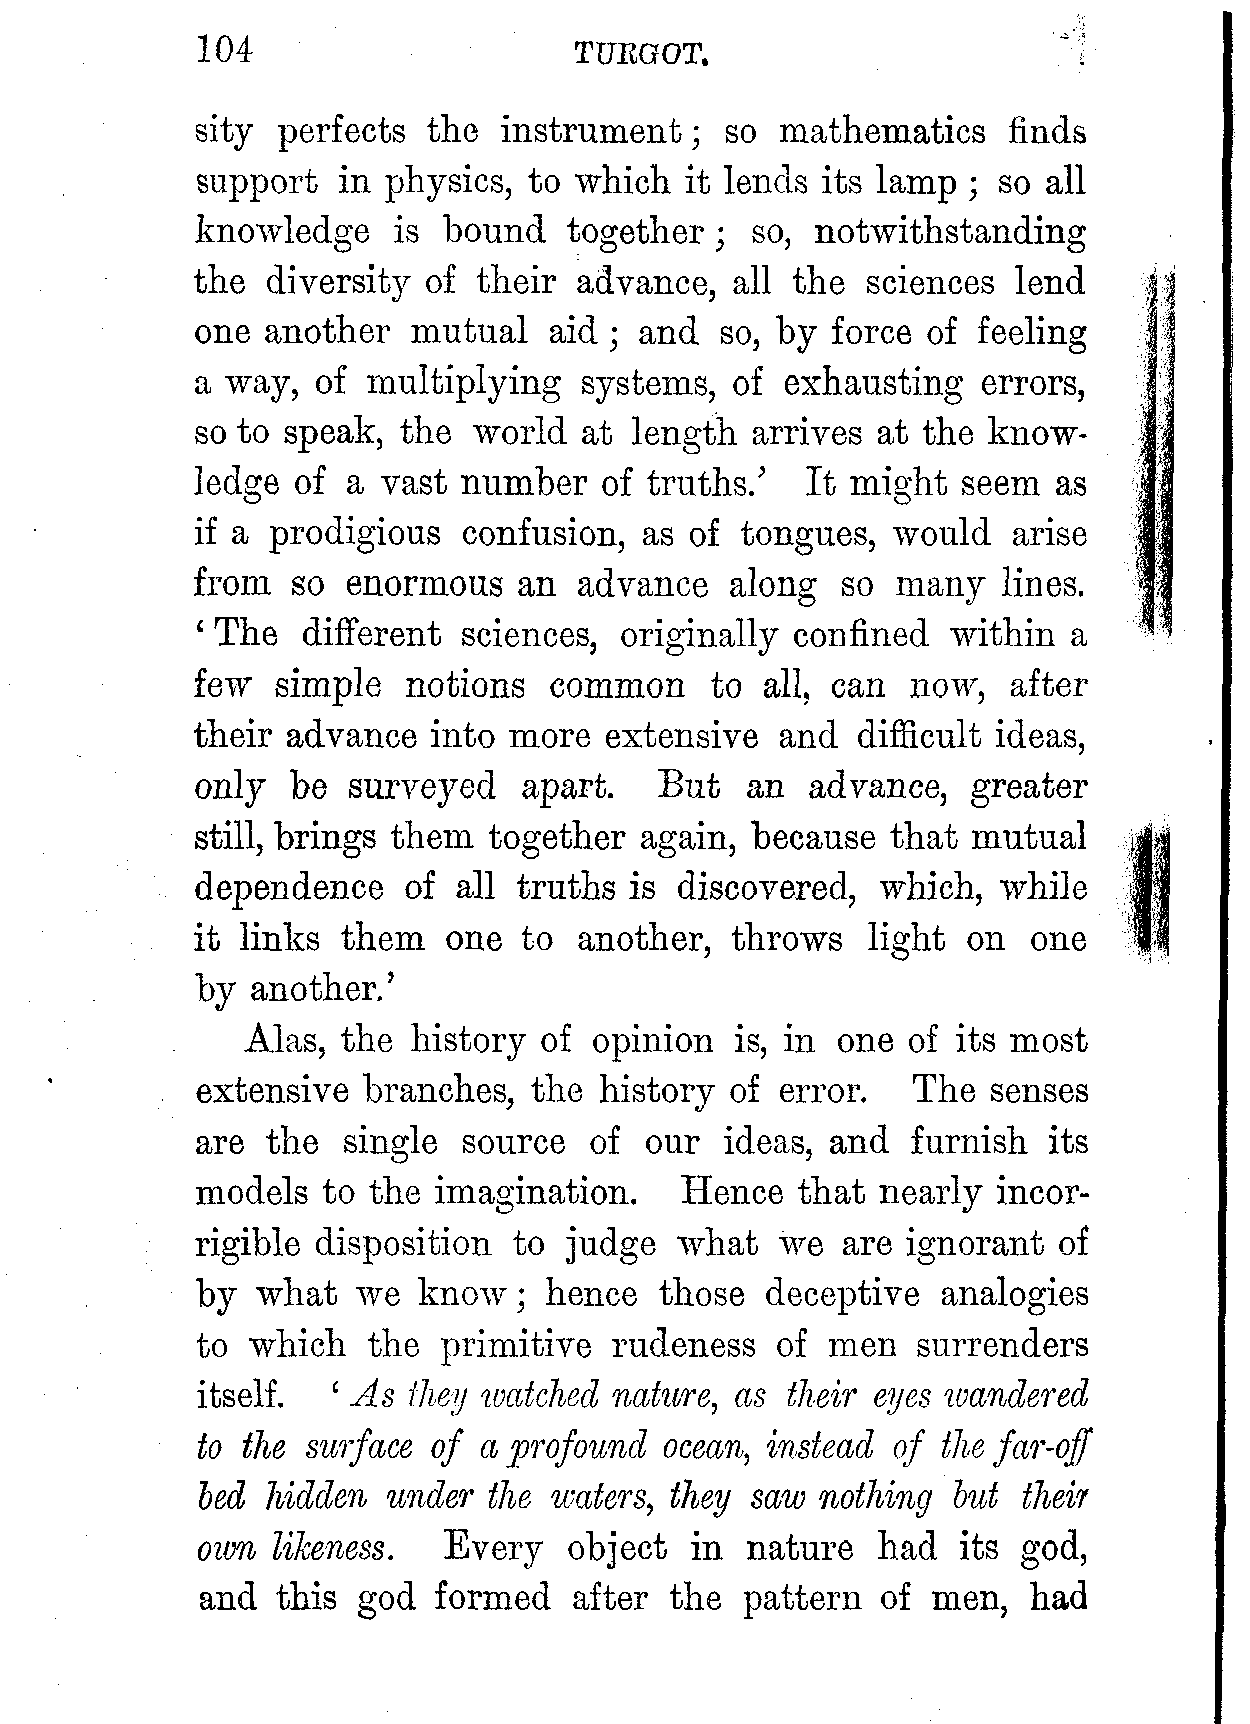 104 TURGOT.
sity perfects the instrument ; so mathematics finds
support in physics, to which it lends its lamp ; so all
knowledge is bound together ; so, notwithstanding
the diversity of their advance, all the sciences lend
one another mutual aid ; and so, by force of feeling
a way, of multiplying systems, of exhausting errors,
so to speak, the world at length arrives at the know-
ledge of a vast number of truths.’ It might seem as
if a prodigious confusion, as of tongues, would arise
from so enormous an advance along so many lines.
‘ The different sciences, originally confined within a
few simple notions common to all, can now, after
their advance into more extensive and difficult ideas,
only be surveyed apart. But an advance, greater
still, brings them together again, because that mutual
dependence of all truths is discovered, which, while
it links them one to another, throws light on one
by another.’
Alas, the history of opinion is, in one of its most
extensive branches, the history of error. The senses
are the single source of our ideas, and furnish its
models to the imagination. Hence that nearly incor-
rigible disposition to judge what we are ignorant of
by what we know ; hence those deceptive analogies
to which the primitive rudeness of men surrenders
itself. ‘ As they watched nature, as their eyes wandered
to the surface of a profound ocean, instead of the far-off
bed hidden under the waters, they saw nothing but their
own likeness. Every object in nature had its god,
and this god formed after the pattern of men, had